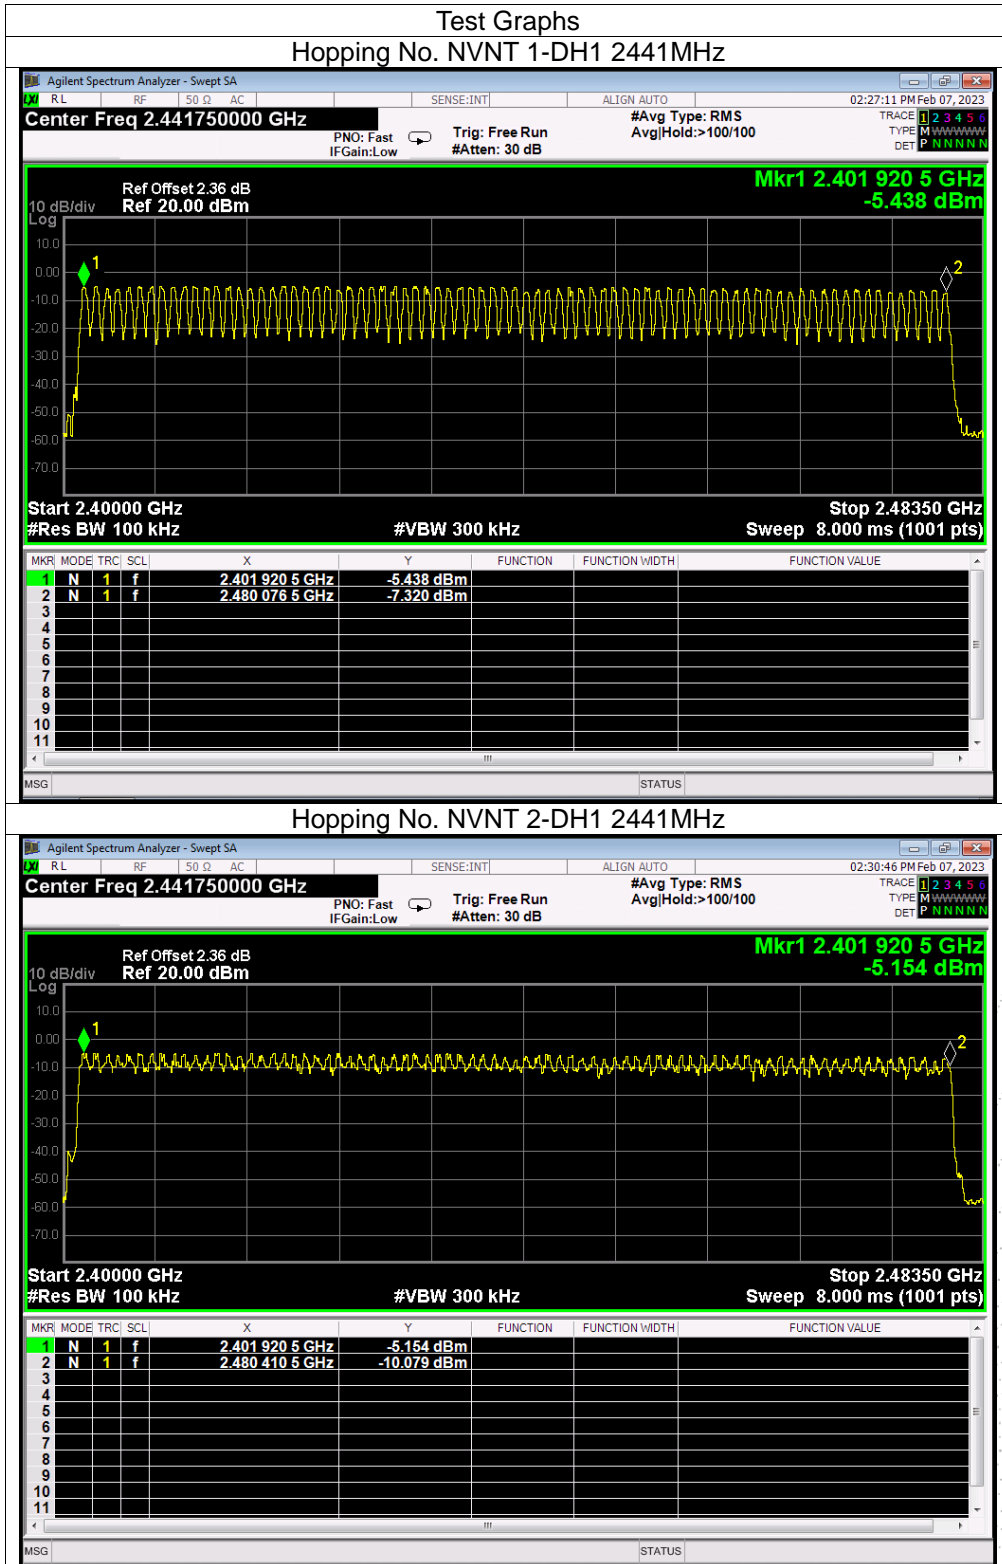 Test Graphs
Hopping No. NVNT 1-DH1 2441MHz
Agilent Spectrum Analyzer - Swept SA
LXI RL RF 50 Ω AC SENSE:INT ALIGN AUTO 02:27:11 PM Feb 07, 2023
Center Freq 2.441750000 GHz #Avg Type: RMS TRACE 1 2 3 4 5 6
PNO: Fast Trig: Free Run Avg|Hold:>100/100 TYPE M WWWWW
IFGain:Low #Atten: 30 dB DET P N N N N N
Mkr1 2.401 920 5 GHz
Ref Offset 2.36 dB
10 dB/div Ref 20.00 dBm -5.438 dBm
Log
10.0
0.00
-10.0
-20.0
-30.0
-40.0
-50.0
-60.0
-70.0
1
2
Start 2.40000 GHz Stop 2.48350 GHz
#Res BW 100 kHz #VBW 300 kHz Sweep 8.000 ms (1001 pts)
MKR MODE TRC SCL X Y FUNCTION FUNCTION WIDTH FUNCTION VALUE
1 N 1 f 2.401 920 5 GHz -5.438 dBm
2 N 1 f 2.480 076 5 GHz -7.320 dBm
3
4
5
6
7
8
9
10
11
MSG STATUS
Hopping No. NVNT 2-DH1 2441MHz
Agilent Spectrum Analyzer - Swept SA
LXI RL RF 50 Ω AC SENSE:INT ALIGN AUTO 02:30:46 PM Feb 07, 2023
Center Freq 2.441750000 GHz #Avg Type: RMS TRACE 1 2 3 4 5 6
PNO: Fast Trig: Free Run Avg|Hold:>100/100 TYPE M WWWWW
IFGain:Low #Atten: 30 dB DET P N N N N N
Mkr1 2.401 920 5 GHz
Ref Offset 2.36 dB
10 dB/div Ref 20.00 dBm -5.154 dBm
Log
10.0
0.00
-10.0
-20.0
-30.0
-40.0
-50.0
-60.0
-70.0
1
2
Start 2.40000 GHz Stop 2.48350 GHz
#Res BW 100 kHz #VBW 300 kHz Sweep 8.000 ms (1001 pts)
MKR MODE TRC SCL X Y FUNCTION FUNCTION WIDTH FUNCTION VALUE
1 N 1 f 2.401 920 5 GHz -5.154 dBm
2 N 1 f 2.480 410 5 GHz -10.079 dBm
3
4
5
6
7
8
9
10
11
MSG STATUS